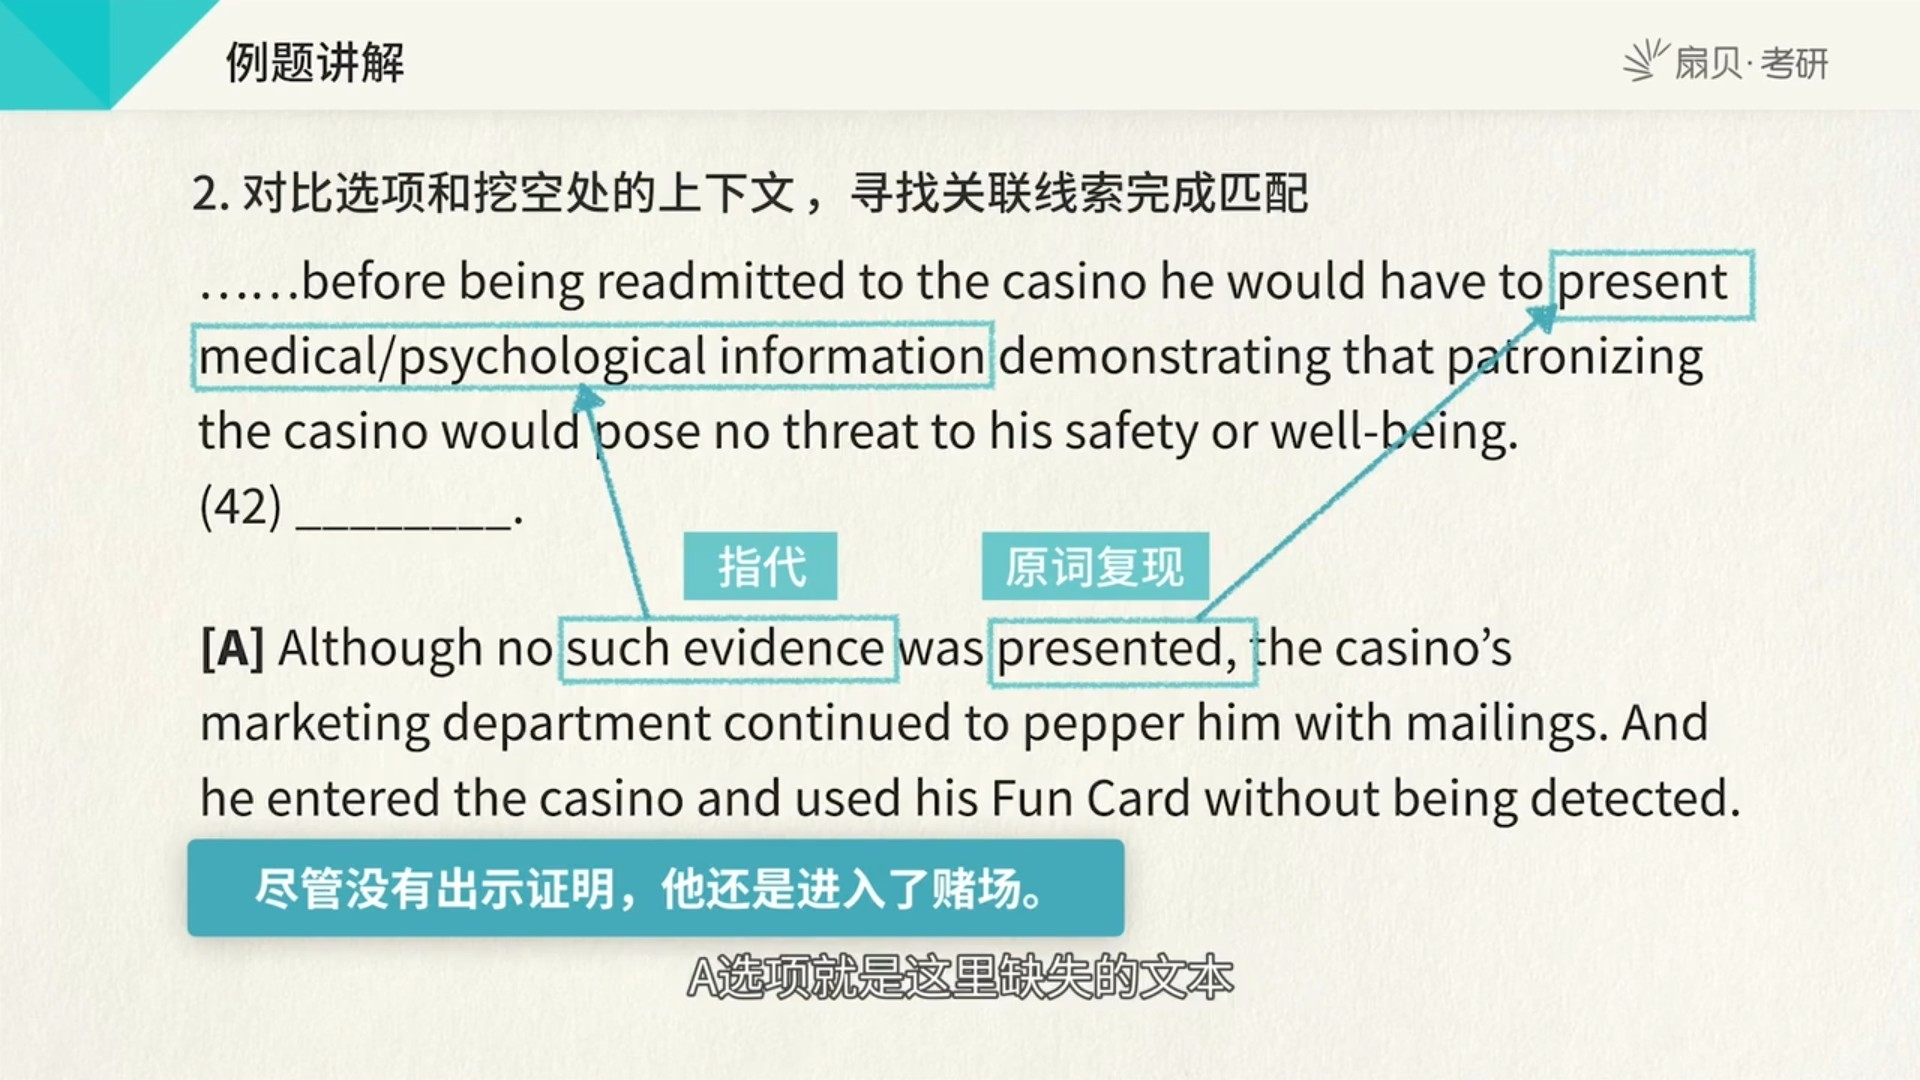 例题讲解
扇贝·考研
2. 对比选项和挖空处的上下文，寻找关联线索完成匹配
……before being readmitted to the casino he would have to present
medical/psychological information demonstrating that patronizing
the casino would pose no threat to his safety or well-being.
(42) ________.
指代
原词复现
[A] Although no such evidence was presented, the casino’s
marketing department continued to pepper him with mailings. And
he entered the casino and used his Fun Card without being detected.
尽管没有出示证明，他还是进入了赌场。
A选项就是这里缺失的文本